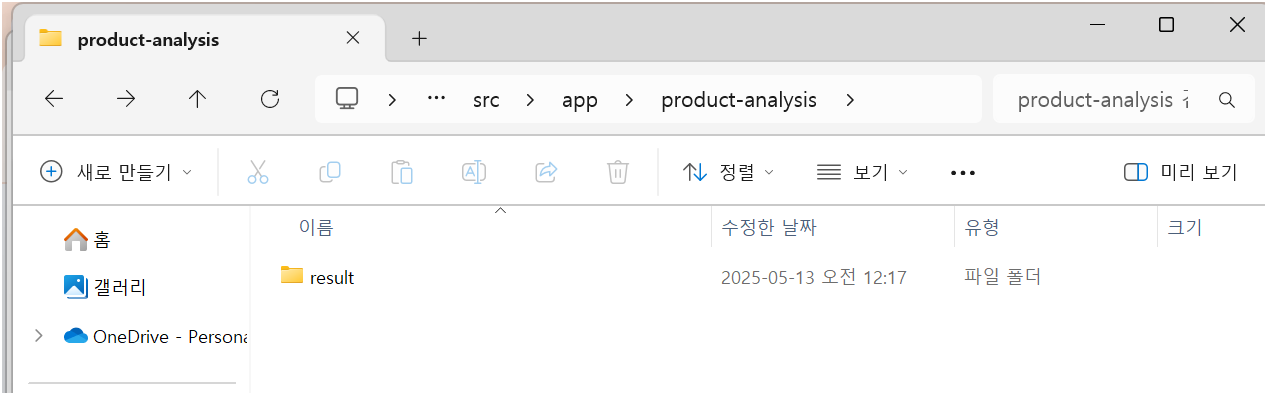 product-analysis
src app product-analysis
product-analysis
새로 만들기 정렬 보기 미리 보기
이름 수정한 날짜 유형 크기
홈
result 2025-05-13 오전 12:17 파일 폴더
갤러리
OneDrive - Persona